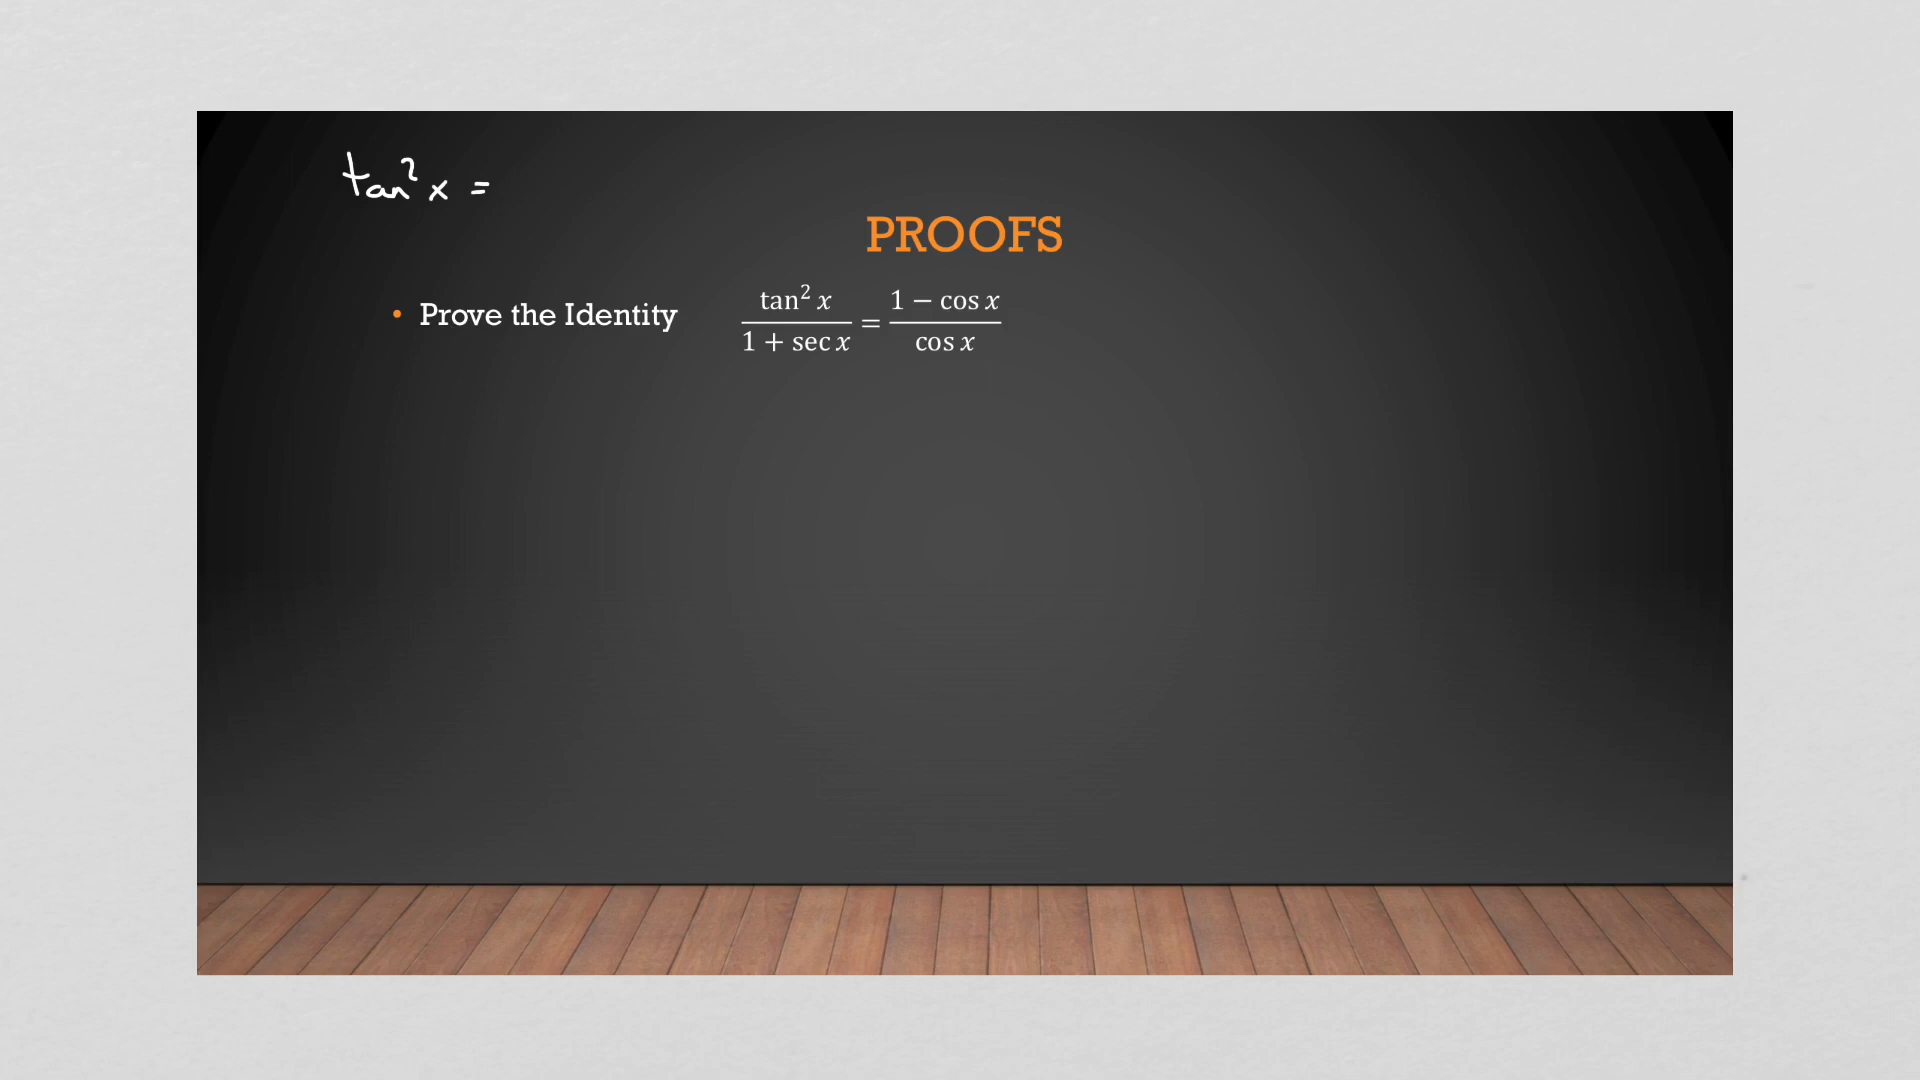 tan² x =
PROOFS
• Prove the Identity tan² x / 1 + sec x = 1 − cos x / cos x